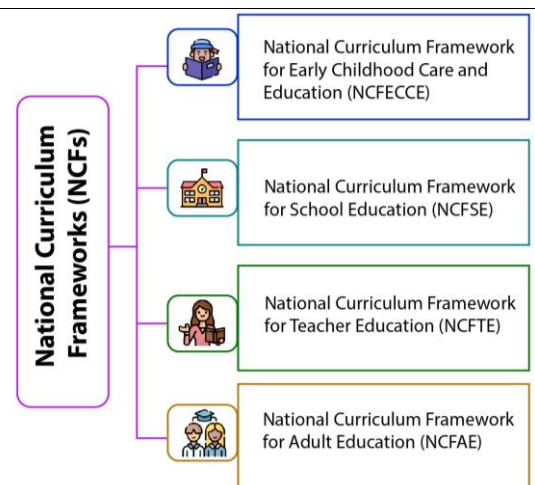 National Curriculum
Frameworks (NCFs)
National Curriculum Framework
for Early Childhood Care and
Education (NCFECCE)
National Curriculum Framework
for School Education (NCFSE)
National Curriculum Framework
for Teacher Education (NCFTE)
National Curriculum Framework
for Adult Education (NCFAE)